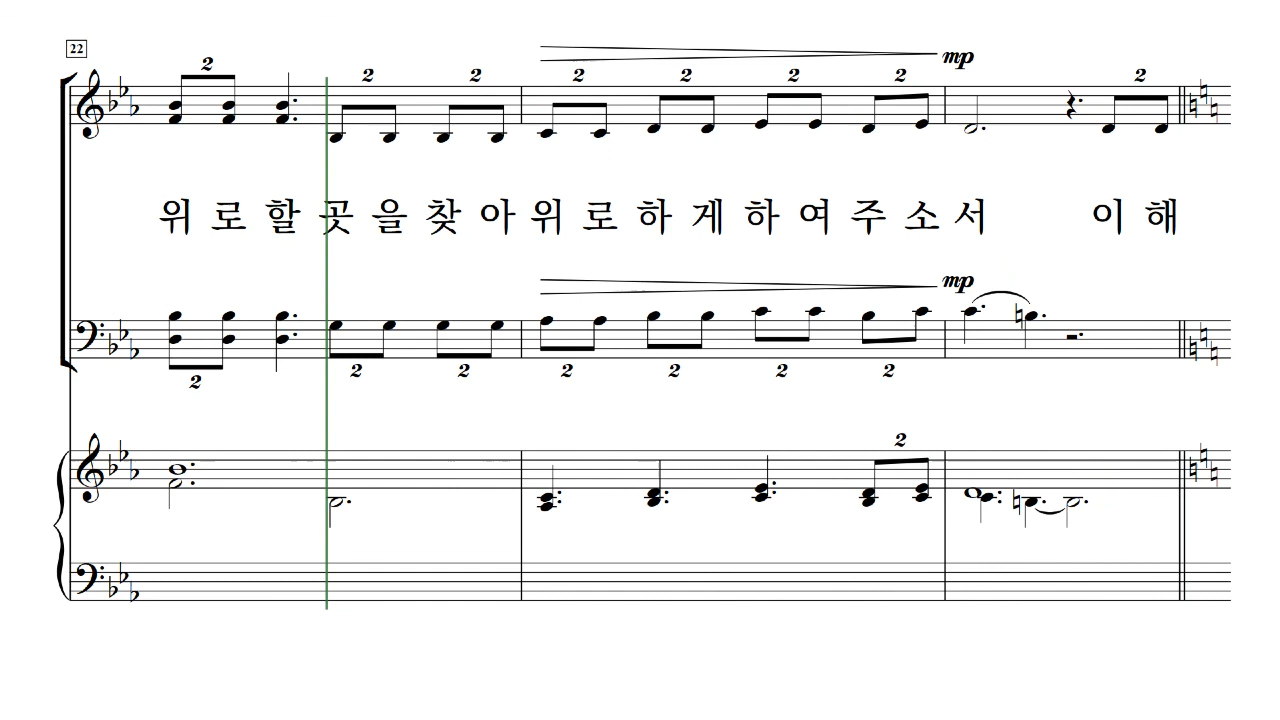 22
2 2 2 2 2 2 2 mp 2
위로할 곳을 찾아위로하게하여주소서 이해
mp
2 2 2 2 2 2 2
2